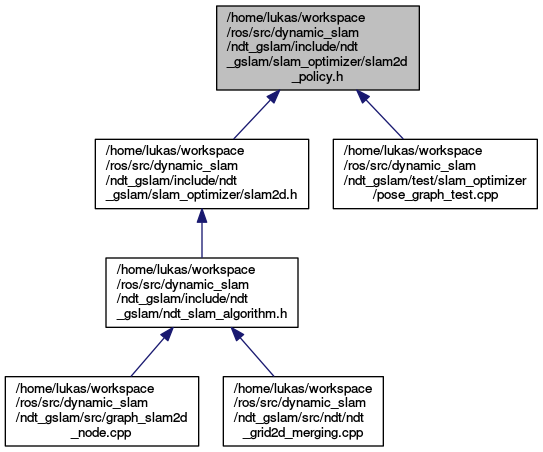 /home/lukas/workspace
/ros/src/dynamic_slam
/ndt_gslam/include/ndt
_gslam/slam_optimizer/slam2d
_policy.h
/home/lukas/workspace
/ros/src/dynamic_slam
/ndt_gslam/include/ndt
_gslam/slam_optimizer/slam2d.h
/home/lukas/workspace
/ros/src/dynamic_slam
/ndt_gslam/test/slam_optimizer
/pose_graph_test.cpp
/home/lukas/workspace
/ros/src/dynamic_slam
/ndt_gslam/include/ndt
_gslam/ndt_slam_algorithm.h
/home/lukas/workspace
/ros/src/dynamic_slam
/ndt_gslam/src/graph_slam2d
_node.cpp
/home/lukas/workspace
/ros/src/dynamic_slam
/ndt_gslam/src/ndt/ndt
_grid2d_merging.cpp